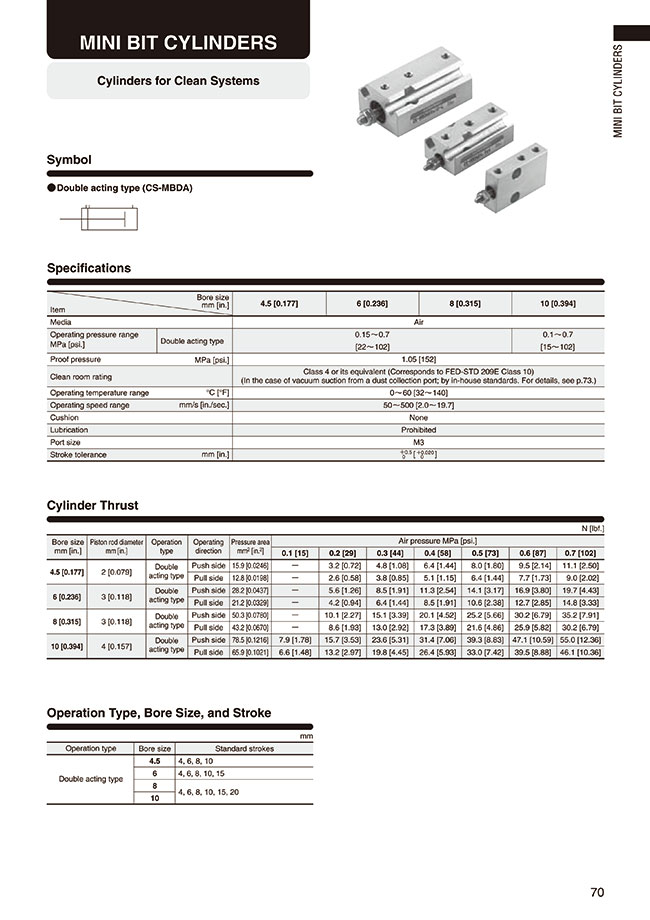 MINI BIT CYLINDERS
Cylinders for Clean Systems
MINI BIT CYLINDERS
Symbol
●Double acting type (CS-MBDA)
Specifications
Item Bore size mm [in.] 4.5 [0.177] 6 [0.236] 8 [0.315] 10 [0.394]
Media Air
Operating pressure range MPa [psi.] Double acting type 0.15〜0.7 [22〜102] 0.1〜0.7 [15〜102]
Proof pressure MPa [psi.] 1.05 [152]
Clean room rating Class 4 or its equivalent (Corresponds to FED-STD 209E Class 10)
(In the case of vacuum suction from a dust collection port; by in-house standards. For details, see p.73.)
Operating temperature range °C [°F] 0〜60 [32〜140]
Operating speed range mm/s [in./sec.] 50〜500 [2.0〜19.7]
Cushion None
Lubrication Prohibited
Port size M3
Stroke tolerance mm [in.] +0.5 0 [ +0.020 0 ]
Cylinder Thrust
N [lbf.]
Bore size mm [in.] Piston rod diameter mm [in.] Operation type Operating direction Pressure area mm² [in.²] Air pressure MPa [psi.]
0.1 [15] 0.2 [29] 0.3 [44] 0.4 [58] 0.5 [73] 0.6 [87] 0.7 [102]
4.5 [0.177] 2 [0.079] Double acting type Push side 15.9 [0.0246] — 3.2 [0.72] 4.8 [1.08] 6.4 [1.44] 8.0 [1.80] 9.5 [2.14] 11.1 [2.50]
Pull side 12.8 [0.0198] — 2.6 [0.58] 3.8 [0.85] 5.1 [1.15] 6.4 [1.44] 7.7 [1.73] 9.0 [2.02]
6 [0.236] 3 [0.118] Double acting type Push side 28.2 [0.0437] — 5.6 [1.26] 8.5 [1.91] 11.3 [2.54] 14.1 [3.17] 16.9 [3.80] 19.7 [4.43]
Pull side 21.2 [0.0329] — 4.2 [0.94] 6.4 [1.44] 8.5 [1.91] 10.6 [2.38] 12.7 [2.85] 14.8 [3.33]
8 [0.315] 3 [0.118] Double acting type Push side 50.3 [0.0780] — 10.1 [2.27] 15.1 [3.39] 20.1 [4.52] 25.2 [5.66] 30.2 [6.79] 35.2 [7.91]
Pull side 43.2 [0.0670] — 8.6 [1.93] 13.0 [2.92] 17.3 [3.89] 21.6 [4.86] 25.9 [5.82] 30.2 [6.79]
10 [0.394] 4 [0.157] Double acting type Push side 78.5 [0.1216] 7.9 [1.78] 15.7 [3.53] 23.6 [5.31] 31.4 [7.06] 39.3 [8.83] 47.1 [10.59] 55.0 [12.36]
Pull side 65.9 [0.1021] 6.6 [1.48] 13.2 [2.97] 19.8 [4.45] 26.4 [5.93] 33.0 [7.42] 39.5 [8.88] 46.1 [10.36]
Operation Type, Bore Size, and Stroke
mm
Operation type Bore size Standard strokes
Double acting type 4.5 4, 6, 8, 10
6 4, 6, 8, 10, 15
8
10 4, 6, 8, 10, 15, 20
70